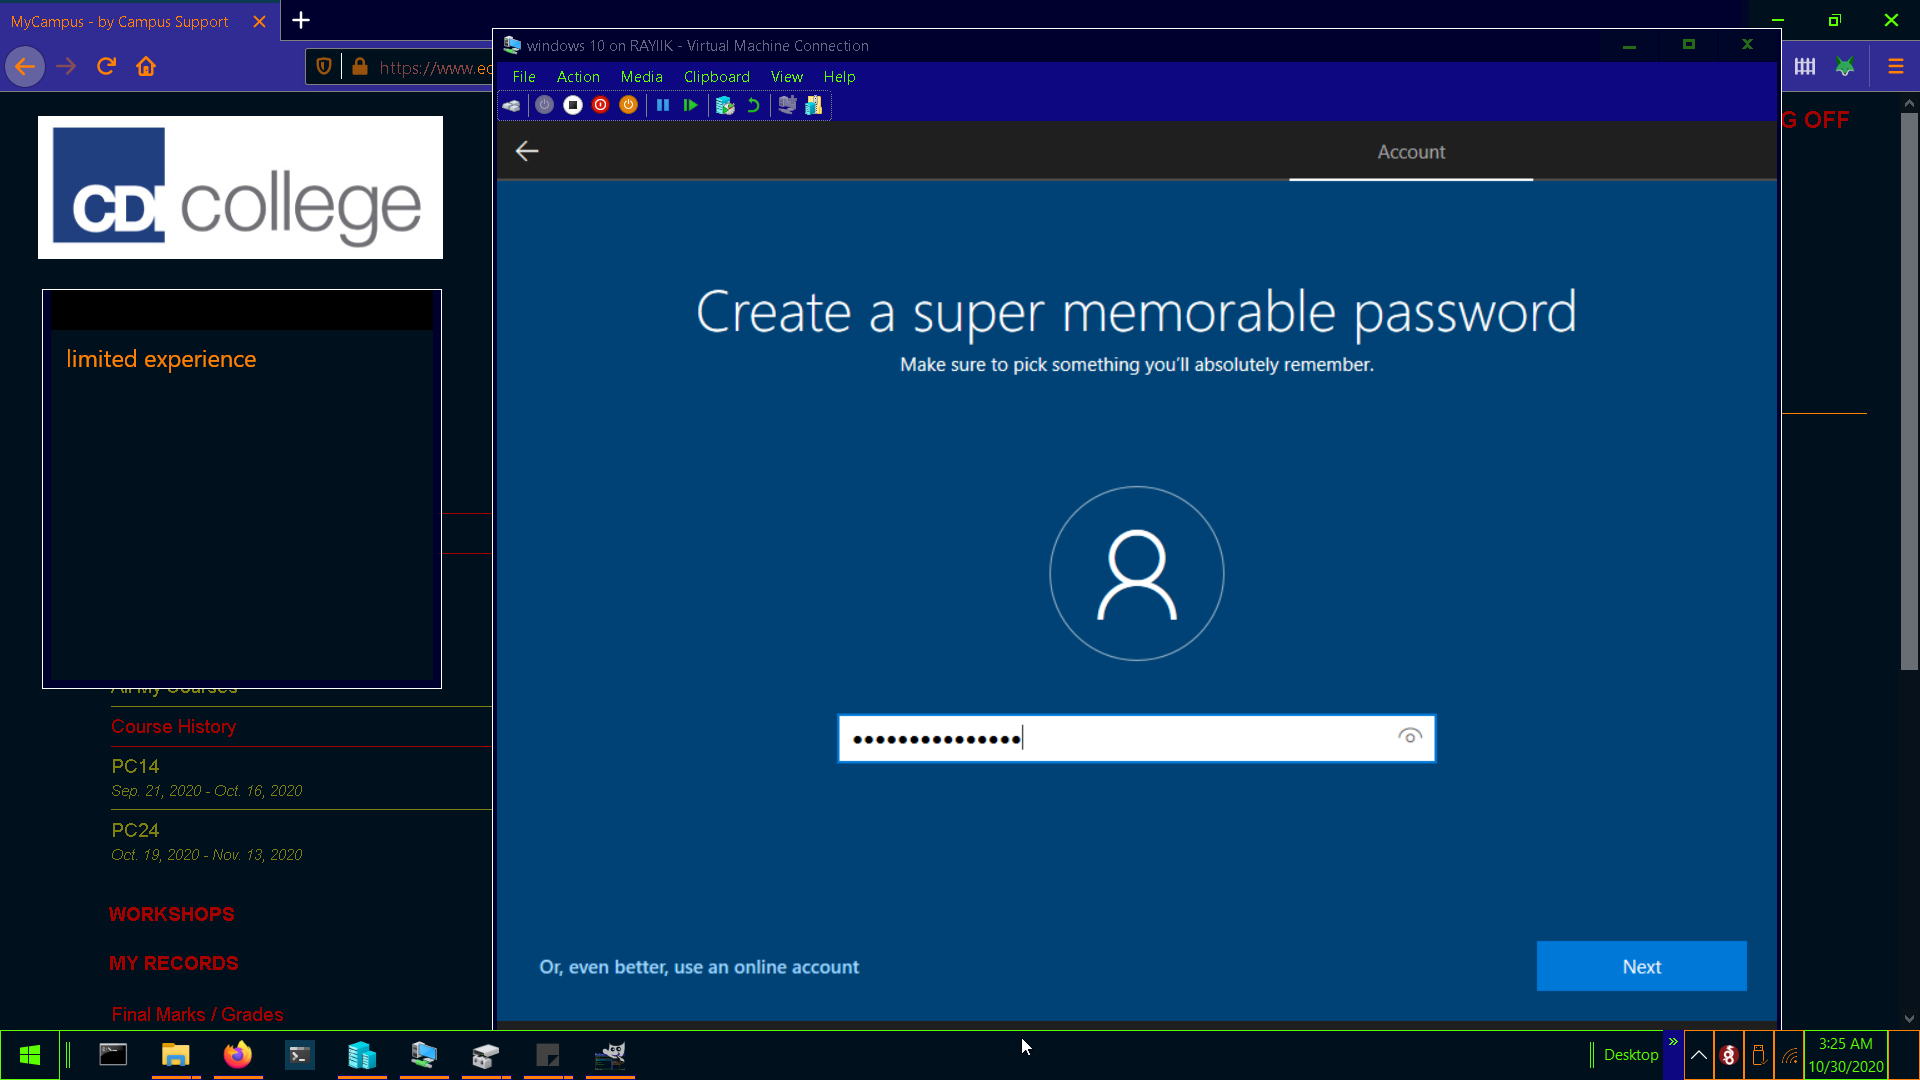 MyCampus - by Campus Support
https://www.ec
CDI college
limited experience
Course History
PC14
Sep. 21, 2020 - Oct. 16, 2020
PC24
Oct. 19, 2020 - Nov. 13, 2020
WORKSHOPS
MY RECORDS
Final Marks / Grades
G OFF
windows 10 on RAYIIK - Virtual Machine Connection
File Action Media Clipboard View Help
Account
Create a super memorable password
Make sure to pick something you'll absolutely remember.
Or, even better, use an online account
Next
Desktop
3:25 AM
10/30/2020